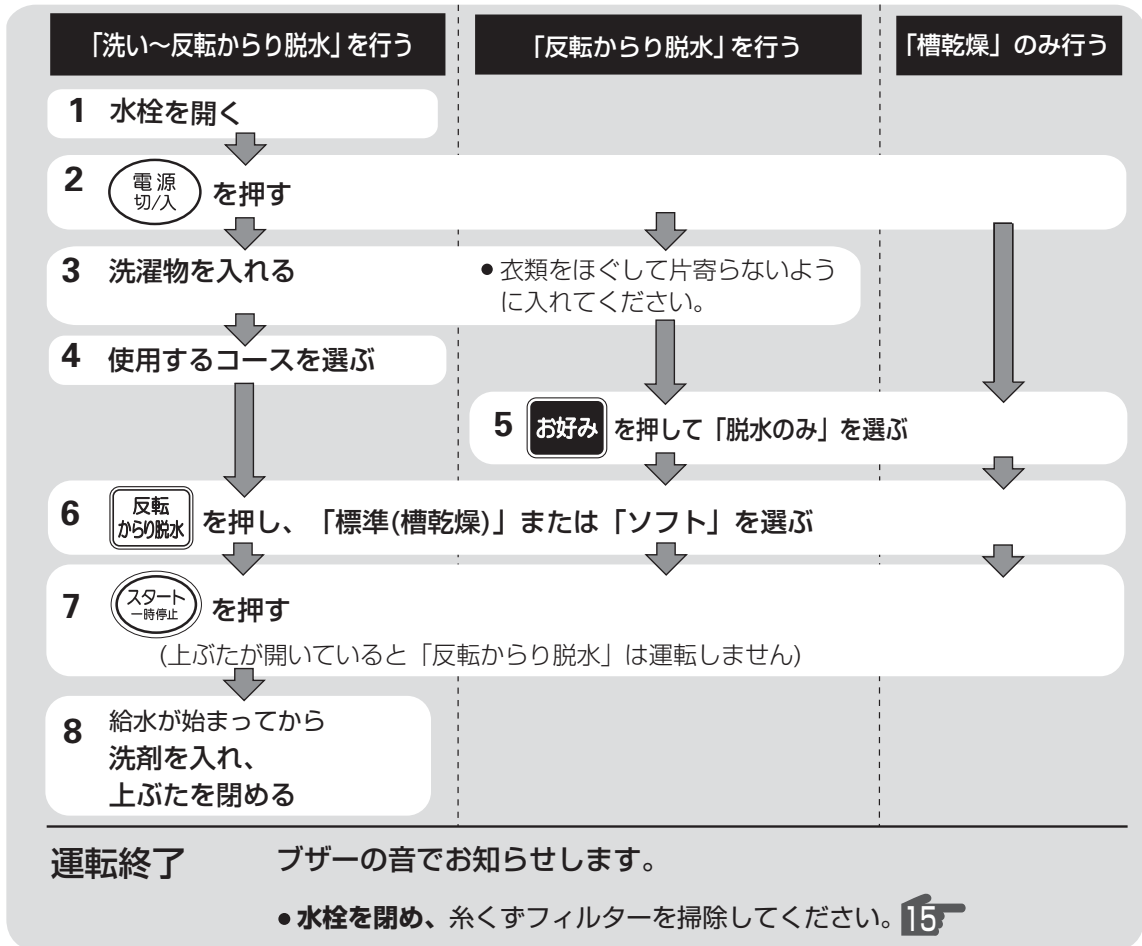 「洗い～反転からり脱水」を行う
「反転からり脱水」を行う
「槽乾燥」のみ行う
1 水栓を開く
2 電源 切/入 を押す
3 洗濯物を入れる
●衣類をほぐして片寄らないよう
に入れてください。
4 使用するコースを選ぶ
5 お好み を押して「脱水のみ」を選ぶ
6 反転 からり脱水 を押し、「標準(槽乾燥)」または「ソフト」を選ぶ
7 スタート 一時停止 を押す
(上ぶたが開いていると「反転からり脱水」は運転しません)
8 給水が始まってから
洗剤を入れ、
上ぶたを閉める
運転終了 ブザーの音でお知らせします。
●水栓を閉め、糸くずフィルターを掃除してください。15